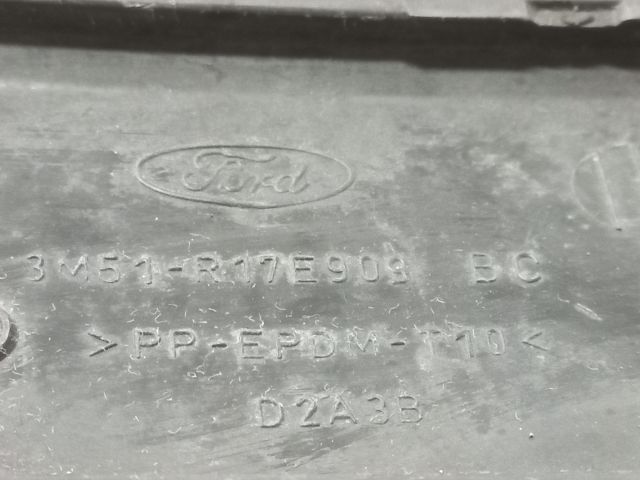 Ford
3M51-R17E909 BC
>PP-EPDM-T10<
D2A3B